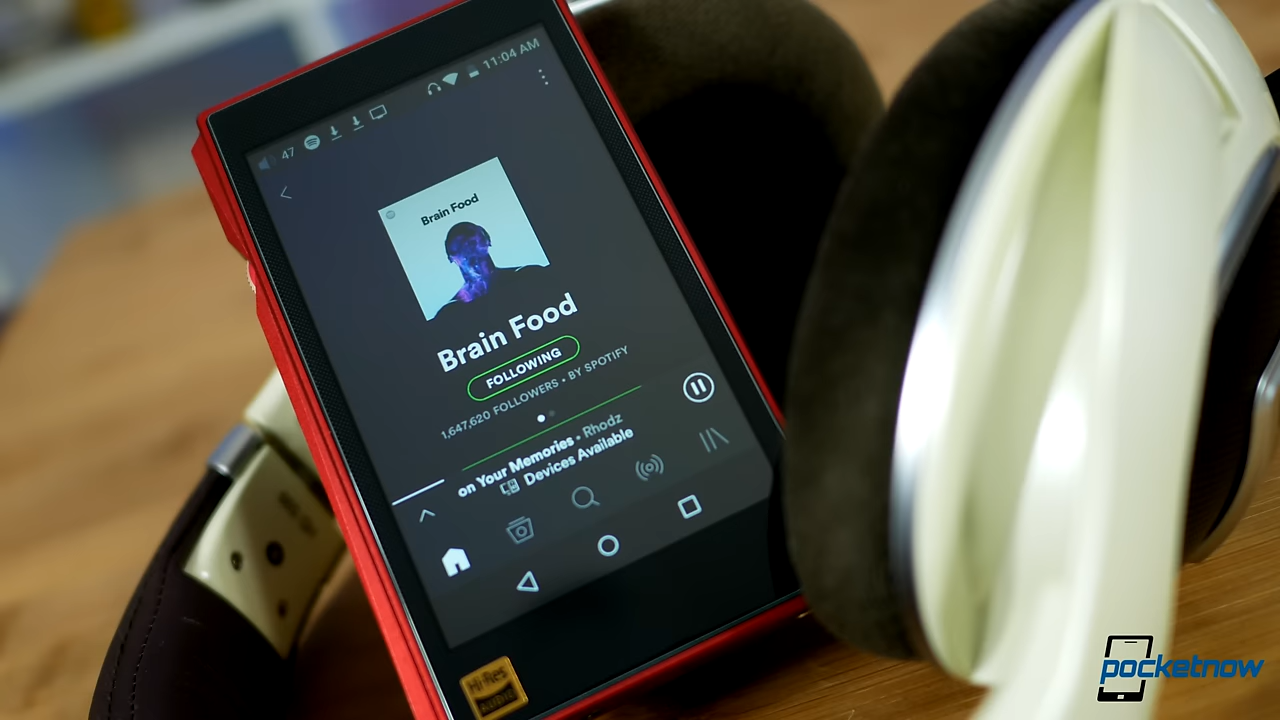 47
11:04 AM
Brain Food
Brain Food
FOLLOWING
1,647,620 FOLLOWERS • BY SPOTIFY
on Your Memories • Rhodz
Devices Available
Hi-Res
AUDIO
pocketnow